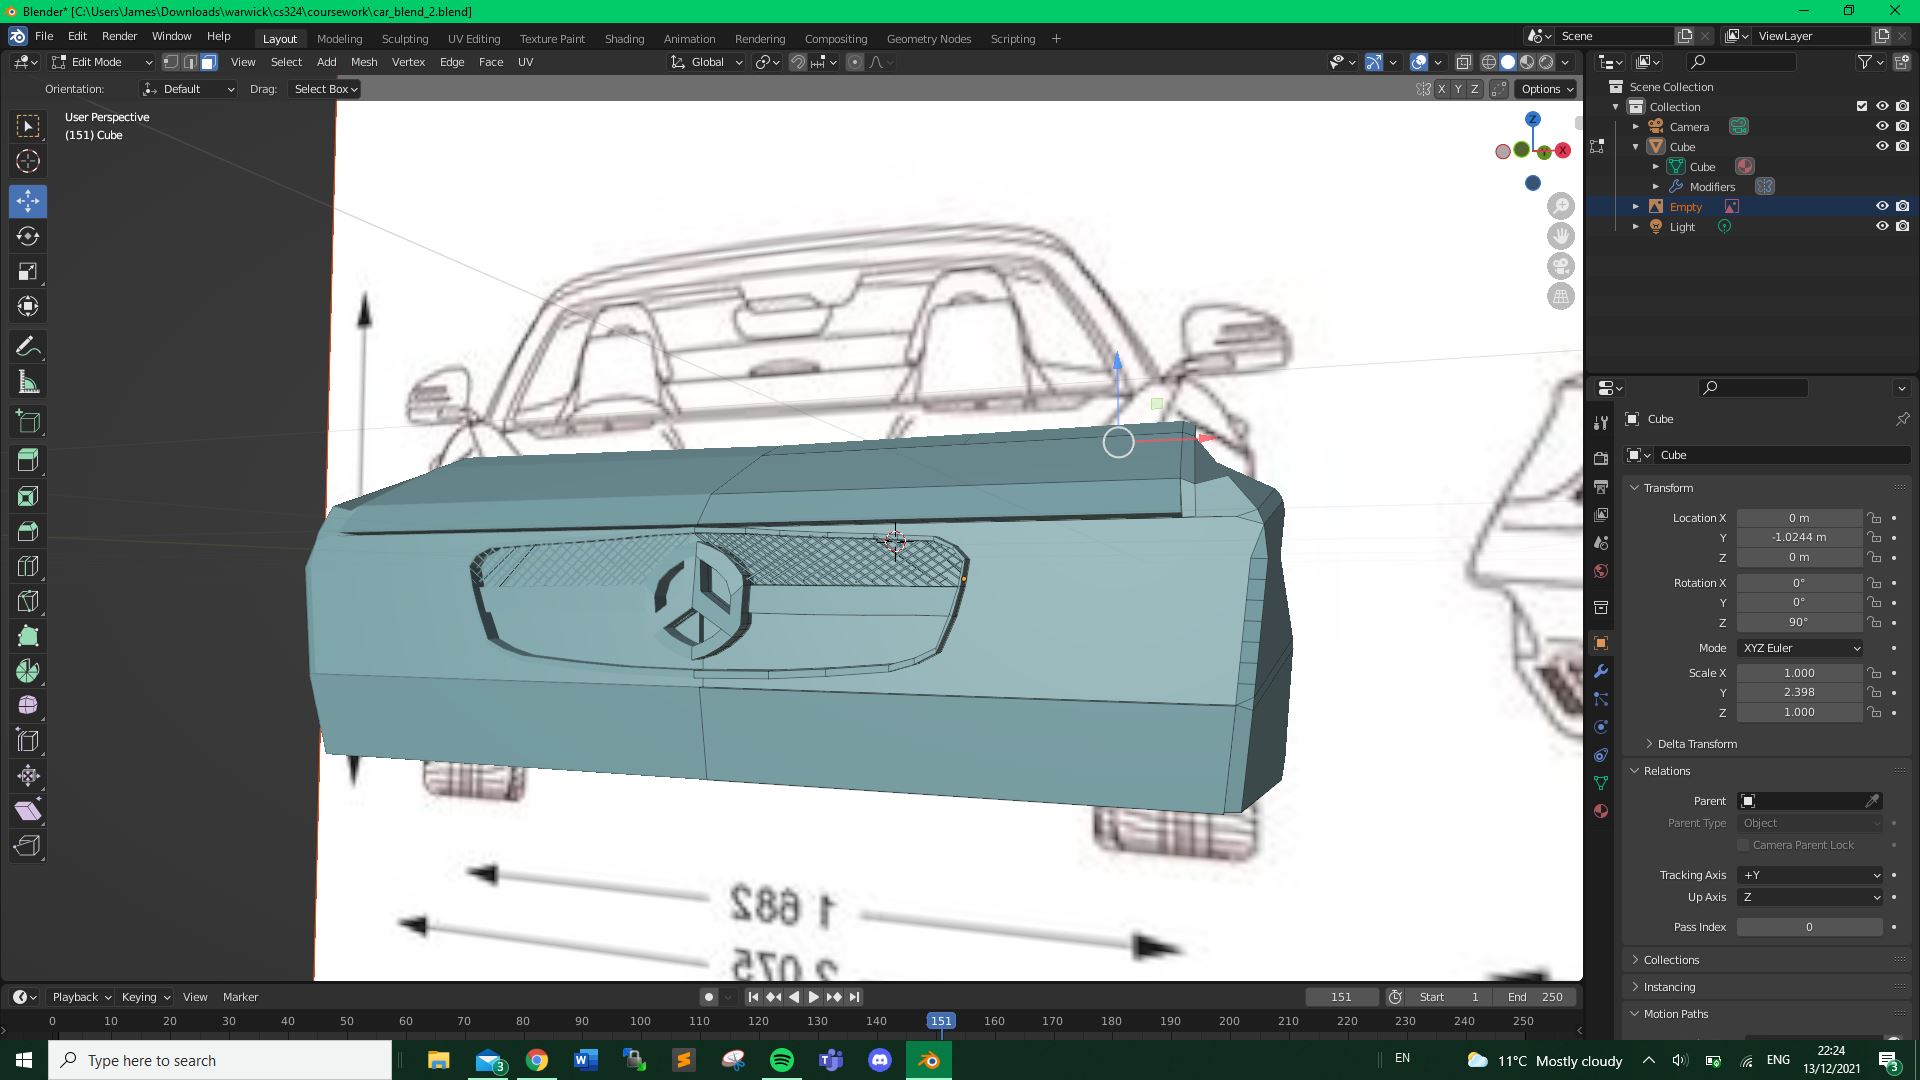 Blender* [C:\Users\James\Downloads\warwick\cs324\coursework\car_blend_2.blend]
File Edit Render Window Help Layout Modeling Sculpting UV Editing Texture Paint Shading Animation Rendering Compositing Geometry Nodes Scripting + Scene ViewLayer
Edit Mode View Select Add Mesh Vertex Edge Face UV Global
Orientation: Default Drag: Select Box X Y Z Options
User Perspective
(151) Cube
Z
X
1 682
2 075
Scene Collection
Collection
Camera
Cube
Cube
Modifiers
Empty
Light
Cube
Cube
Transform
Location X 0 m
Y -1.0244 m
Z 0 m
Rotation X 0°
Y 0°
Z 90°
Mode XYZ Euler
Scale X 1.000
Y 2.398
Z 1.000
Delta Transform
Relations
Parent
Parent Type Object
Camera Parent Lock
Tracking Axis +Y
Up Axis Z
Pass Index 0
Collections
Instancing
Motion Paths
Playback Keying View Marker 151 Start 1 End 250
0 10 20 30 40 50 60 70 80 90 100 110 120 130 140 151 160 170 180 190 200 210 220 230 240 250
Type here to search
3
EN
11°C Mostly cloudy
ENG
22:24
13/12/2021
3